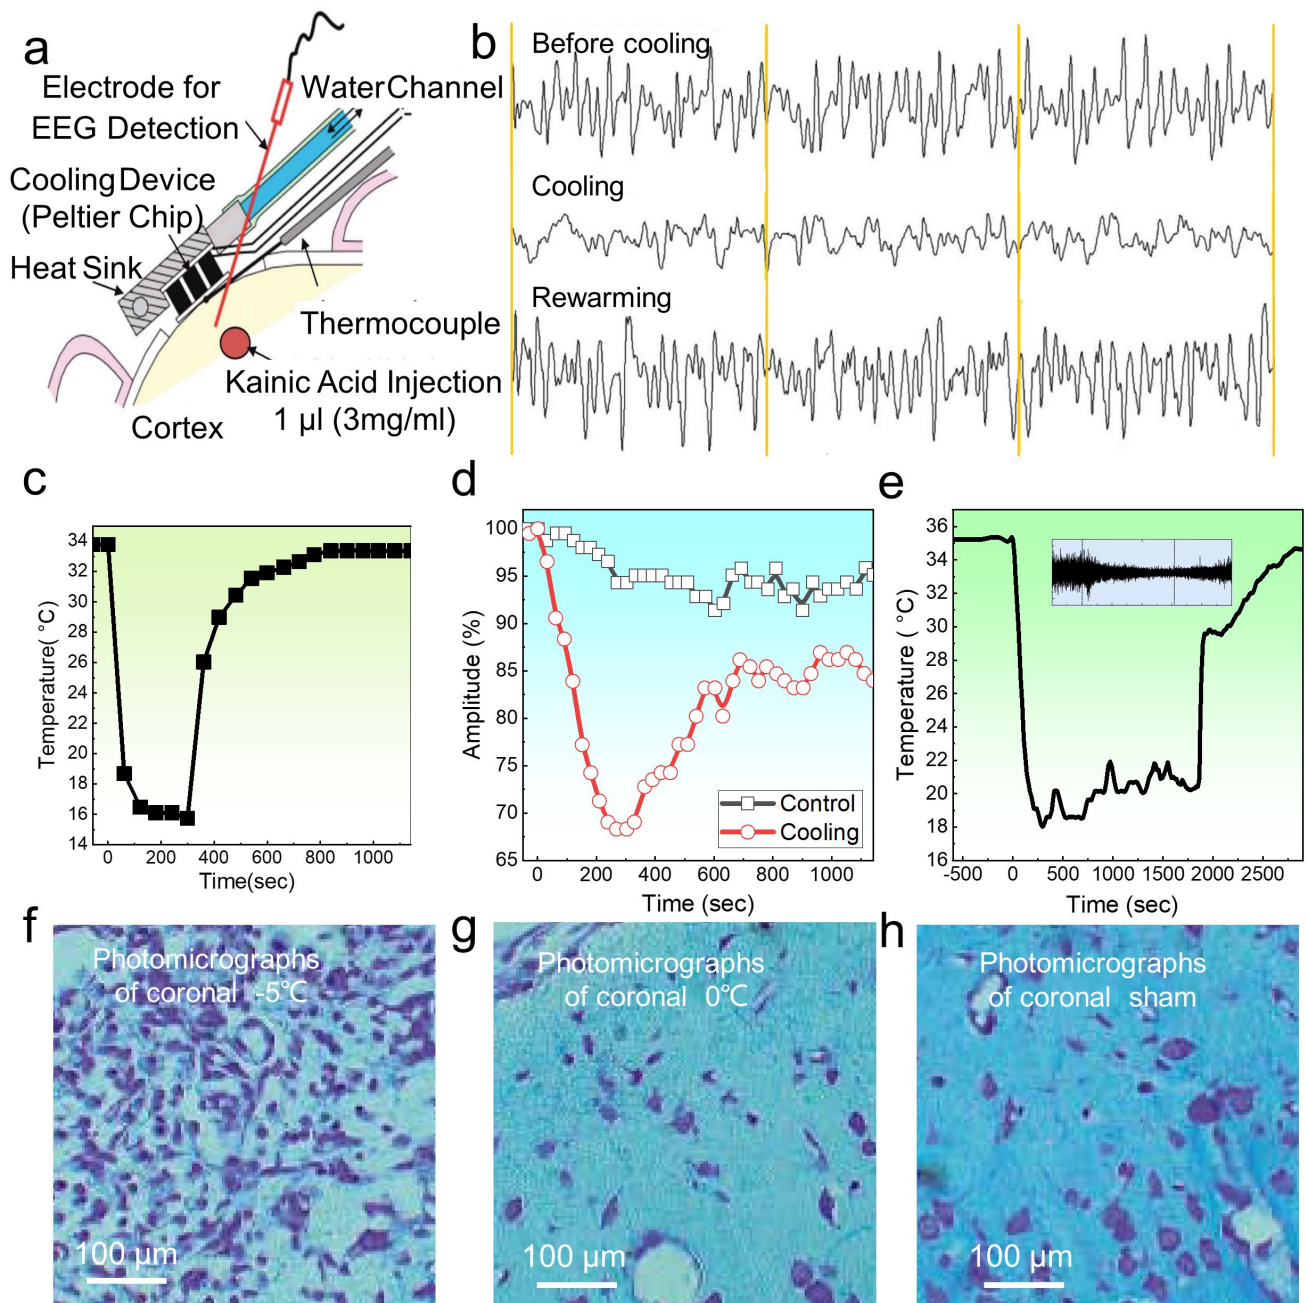 a
Electrode for
EEG Detection
Water Channel
Cooling Device
(Peltier Chip)
Heat Sink
Thermocouple
Kainic Acid Injection
1 µl (3mg/ml)
Cortex
b
Before cooling
Cooling
Rewarming
c
Temperature( °C)
34
32
30
28
26
24
22
20
18
16
14
0 200 400 600 800 1000
Time(sec)
d
Amplitude (%)
100
95
90
85
80
75
70
65
Control
Cooling
0 200 400 600 800 1000
Time (sec)
e
Temperature ( °C)
36
34
32
30
28
26
24
22
20
18
16
-500 0 500 1000 1500 2000 2500
Time (sec)
f
Photomicrographs
of coronal -5℃
100 µm
g
Photomicrographs
of coronal 0℃
100 µm
h
Photomicrographs
of coronal sham
100 µm